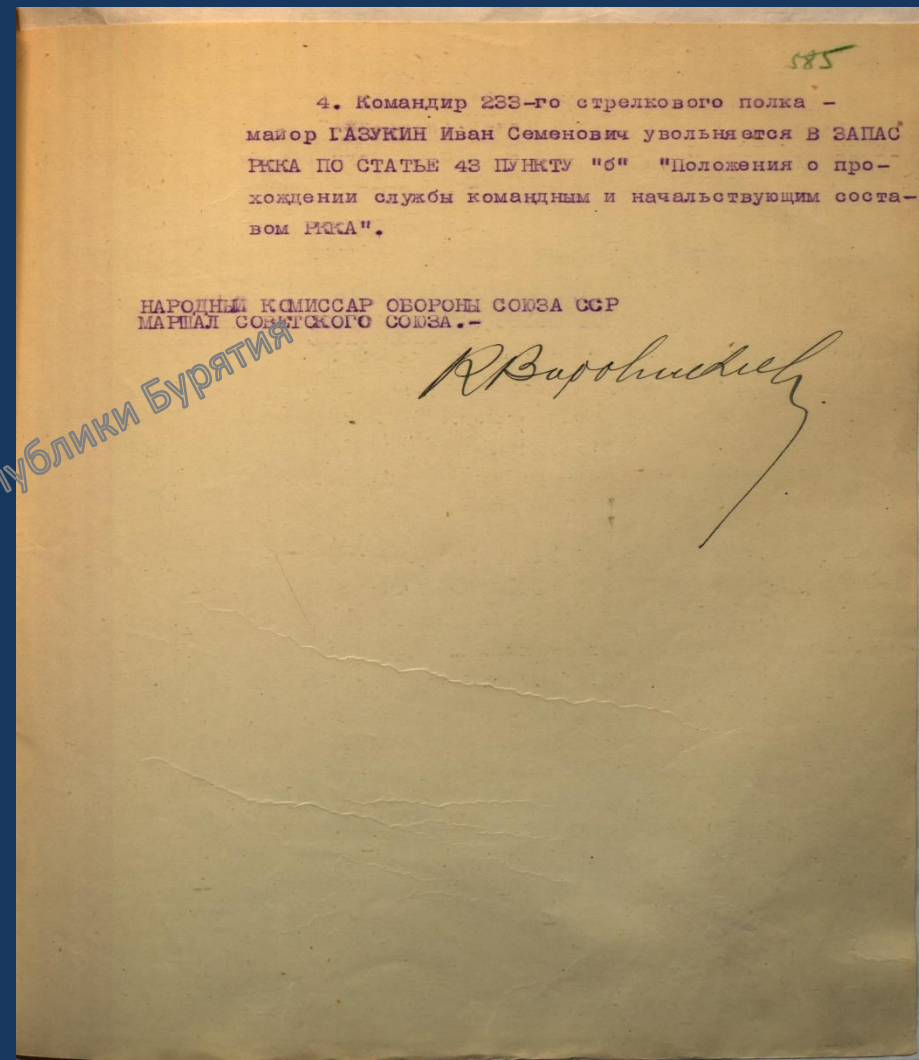 585
4. Командир 233-го стрелкового полка –
майор ГАЗУКИН Иван Семенович увольняется В ЗАПАС
РККА ПО СТАТЬЕ 43 ПУНКТУ "б" "Положения о про-
хождении службы командным и начальствующим соста-
вом РККА".
НАРОДНЫЙ КОМИССАР ОБОРОНЫ СОЮЗА ССР
МАРШАЛ СОВЕТСКОГО СОЮЗА.–
К Ворошилов
публики Бурятия